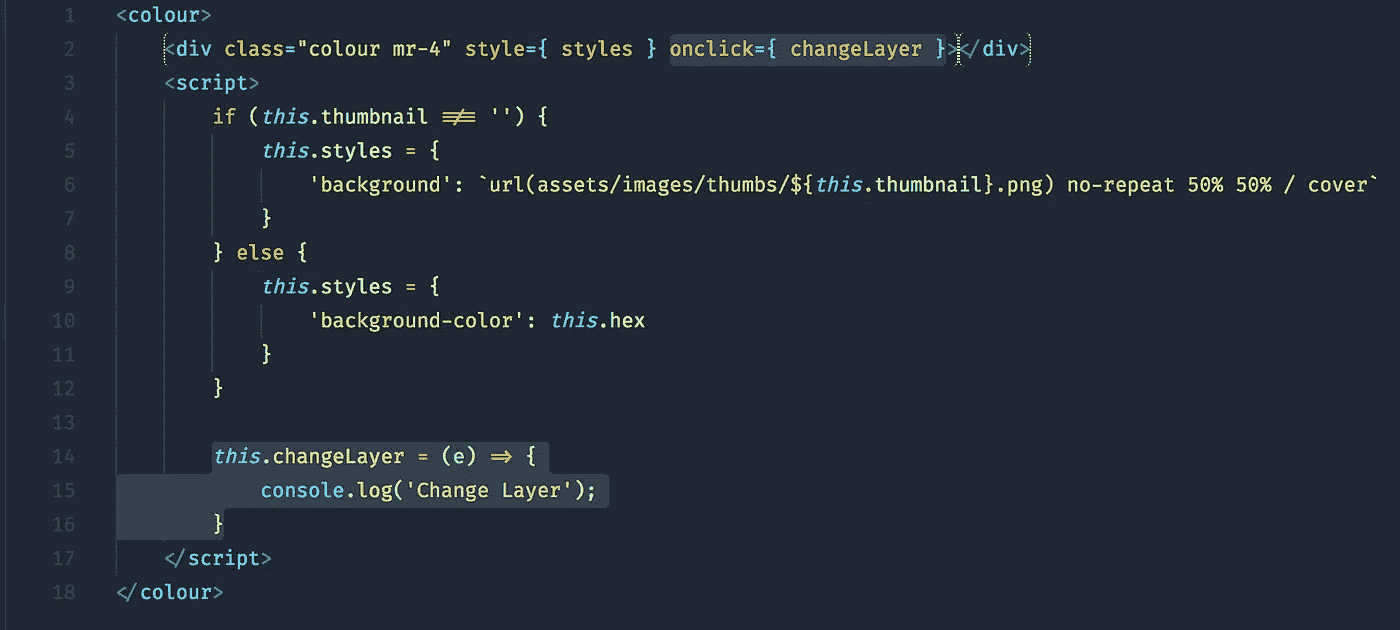 1 <colour>
2 <div class="colour mr-4" style={ styles } onclick={ changeLayer }></div>
3 <script>
4 if (this.thumbnail !== '') {
5 this.styles = {
6 'background': `url(assets/images/thumbs/${this.thumbnail}.png) no-repeat 50% 50% / cover`
7 }
8 } else {
9 this.styles = {
10 'background-color': this.hex
11 }
12 }
13
14 this.changeLayer = (e) => {
15 console.log('Change Layer');
16 }
17 </script>
18 </colour>